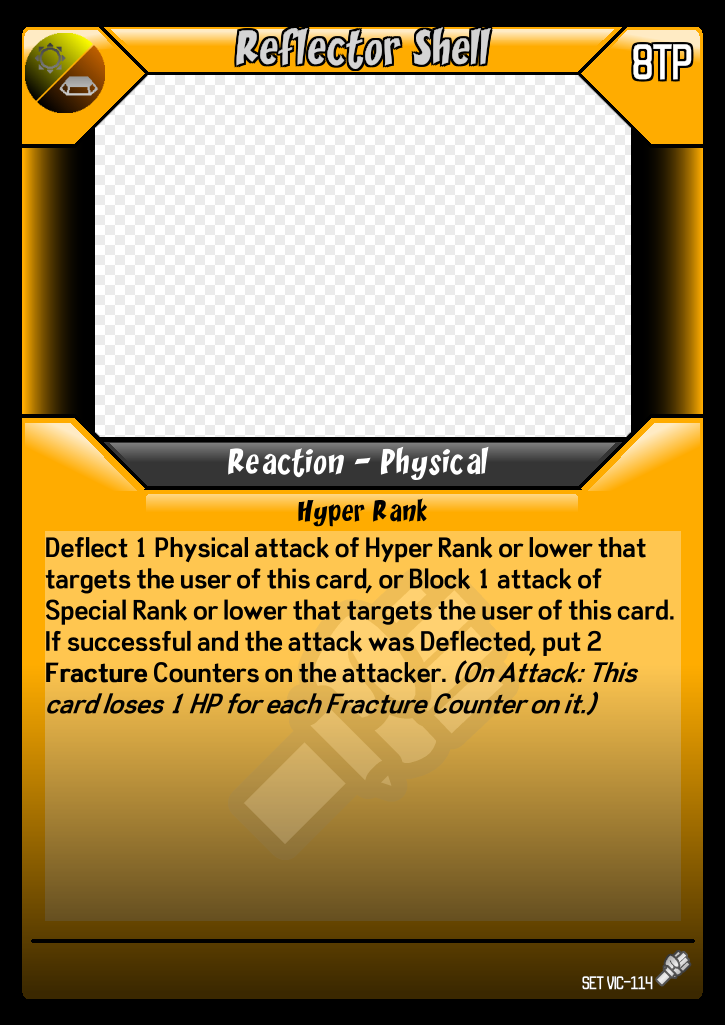 Reflector Shell
8TP
Reaction - Physical
Hyper Rank
Deflect 1 Physical attack of Hyper Rank or lower that
targets the user of this card, or Block 1 attack of
Special Rank or lower that targets the user of this card.
If successful and the attack was Deflected, put 2
Fracture Counters on the attacker. (On Attack: This
card loses 1 HP for each Fracture Counter on it.)
SET VIC-114